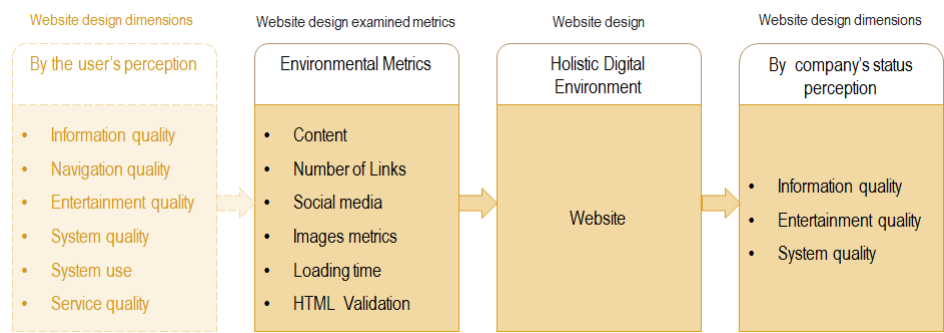 Website design dimensions
By the user's perception
• Information quality
• Navigation quality
• Entertainment quality
• System quality
• System use
• Service quality
Website design examined metrics
Environmental Metrics
• Content
• Number of Links
• Social media
• Images metrics
• Loading time
• HTML Validation
Website design
Holistic Digital
Environment
Website
Website design dimensions
By company's status
perception
• Information quality
• Entertainment quality
• System quality